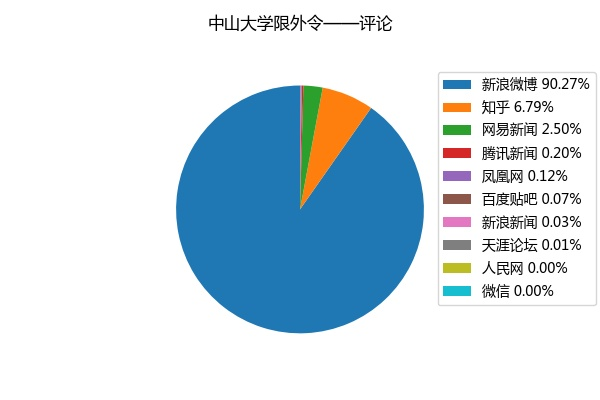 中山大学限外令——评论
新浪微博 90.27%
知乎 6.79%
网易新闻 2.50%
腾讯新闻 0.20%
凤凰网 0.12%
百度贴吧 0.07%
新浪新闻 0.03%
天涯论坛 0.01%
人民网 0.00%
微信 0.00%